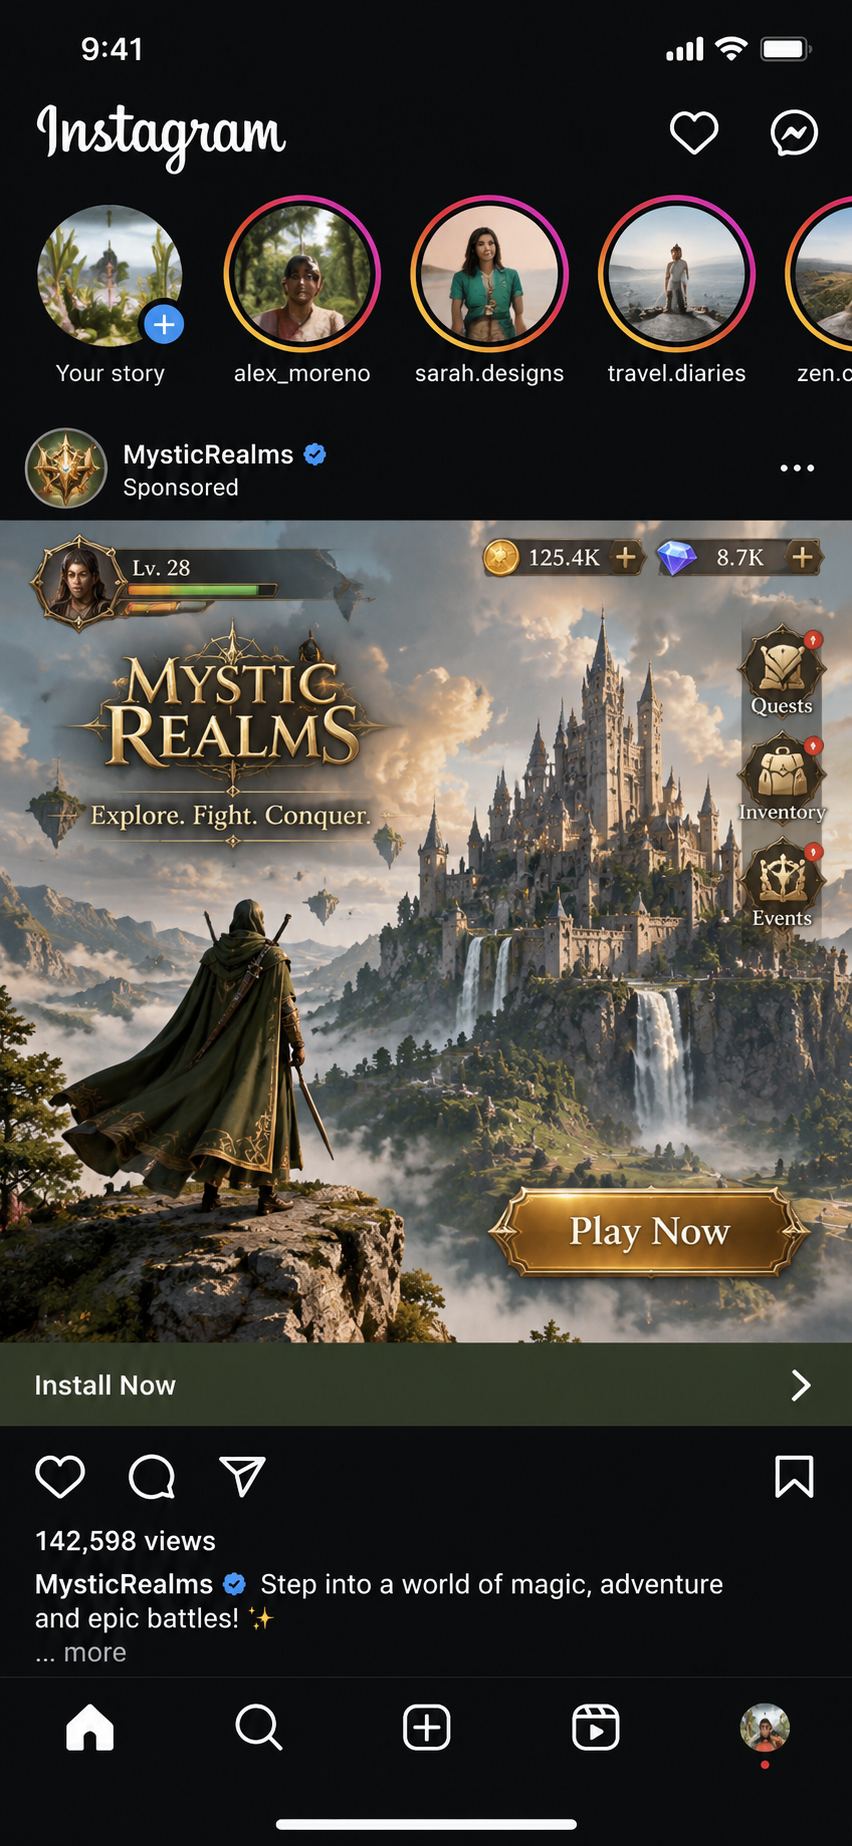 9:41
Instagram
Your story
alex_moreno
sarah.designs
travel.diaries
zen.c
MysticRealms
Sponsored
Lv. 28
125.4K
8.7K
MYSTIC
REALMS
Explore. Fight. Conquer.
Quests
Inventory
Events
Play Now
Install Now
142,598 views
MysticRealms Step into a world of magic, adventure
and epic battles! ✨
... more